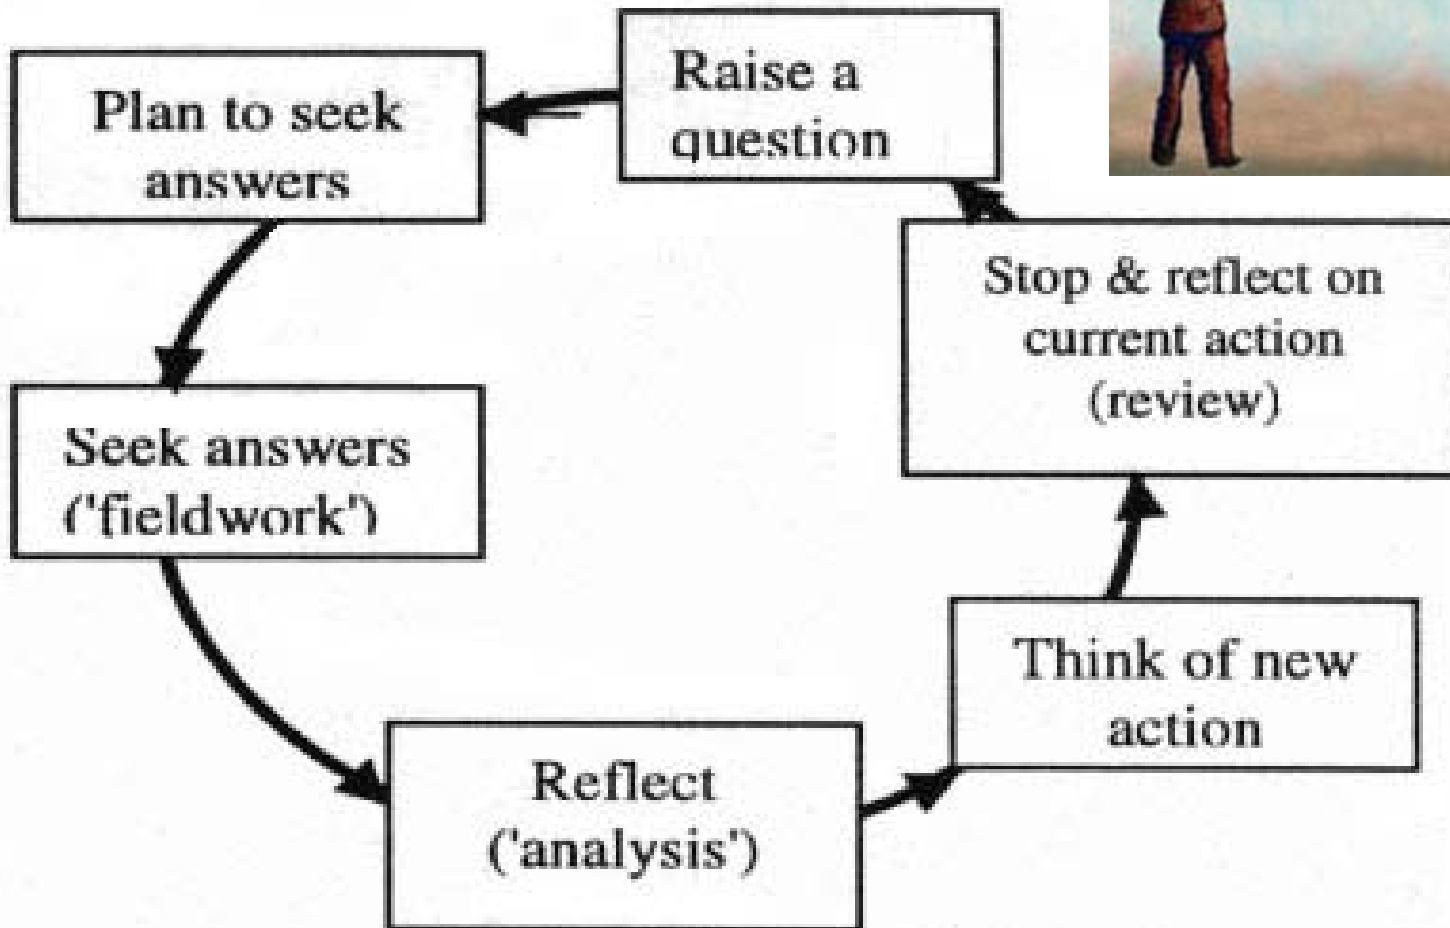 Raise a
question
Plan to seek
answers
Stop & reflect on
current action
(review)
Seek answers
('fieldwork')
Think of new
action
Reflect
('analysis')